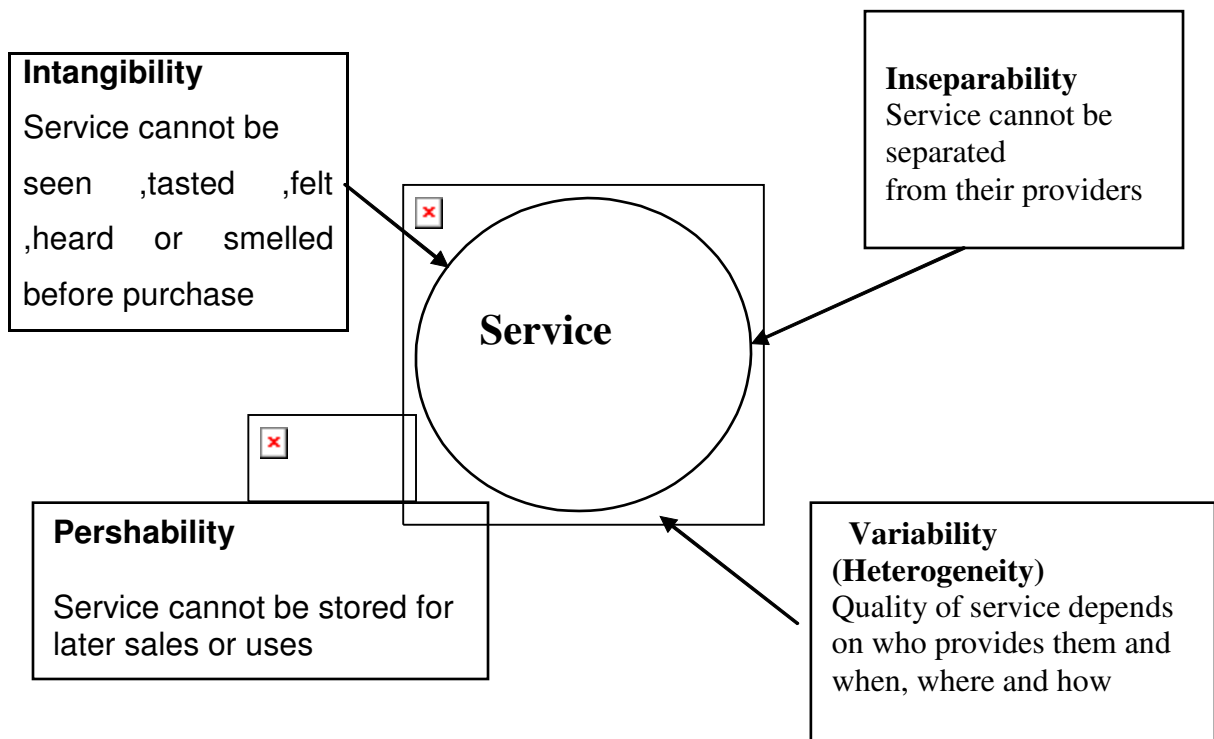 Intangibility
Service cannot be
seen ,tasted ,felt
,heard or smelled
before purchase
Inseparability
Service cannot be
separated
from their providers
Service
Pershability
Service cannot be stored for
later sales or uses
Variability
(Heterogeneity)
Quality of service depends
on who provides them and
when, where and how